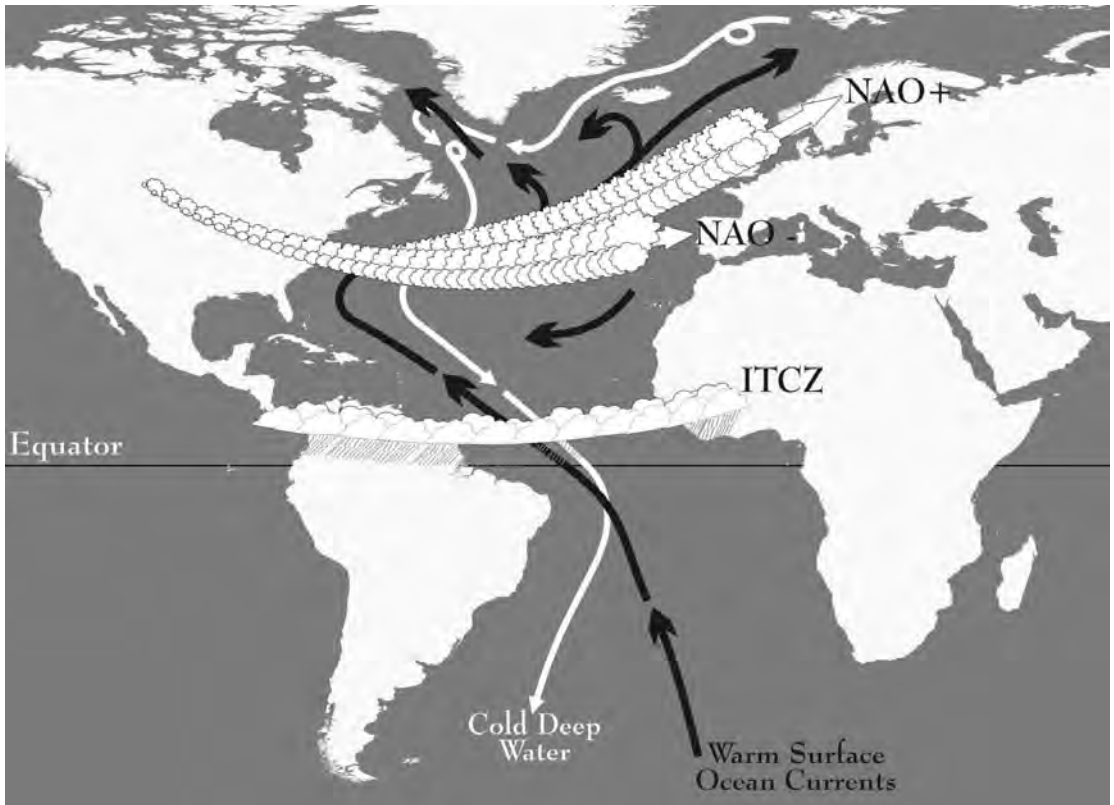 NAO+
NAO -
ITCZ
Equator
Cold Deep
Water
Warm Surface
Ocean Currents